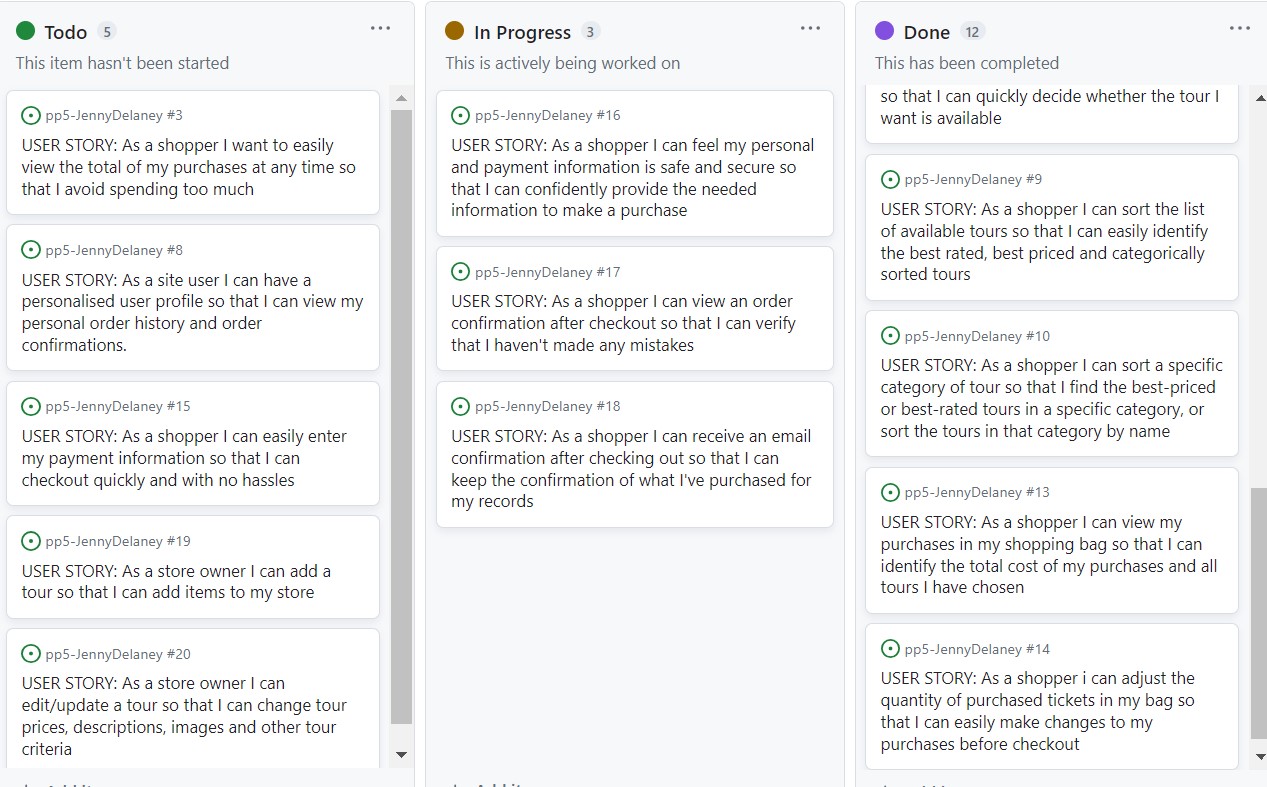 Todo 5
This item hasn't been started
pp5-JennyDelaney #3
USER STORY: As a shopper I want to easily
view the total of my purchases at any time so
that I avoid spending too much
pp5-JennyDelaney #8
USER STORY: As a site user I can have a
personalised user profile so that I can view my
personal order history and order
confirmations.
pp5-JennyDelaney #15
USER STORY: As a shopper I can easily enter
my payment information so that I can
checkout quickly and with no hassles
pp5-JennyDelaney #19
USER STORY: As a store owner I can add a
tour so that I can add items to my store
pp5-JennyDelaney #20
USER STORY: As a store owner I can
edit/update a tour so that I can change tour
prices, descriptions, images and other tour
criteria
In Progress 3
This is actively being worked on
pp5-JennyDelaney #16
USER STORY: As a shopper I can feel my personal
and payment information is safe and secure so
that I can confidently provide the needed
information to make a purchase
pp5-JennyDelaney #17
USER STORY: As a shopper I can view an order
confirmation after checkout so that I can verify
that I haven't made any mistakes
pp5-JennyDelaney #18
USER STORY: As a shopper I can receive an email
confirmation after checking out so that I can
keep the confirmation of what I've purchased for
my records
Done 12
This has been completed
so that I can quickly decide whether the tour I
want is available
pp5-JennyDelaney #9
USER STORY: As a shopper I can sort the list
of available tours so that I can easily identify
the best rated, best priced and categorically
sorted tours
pp5-JennyDelaney #10
USER STORY: As a shopper I can sort a specific
category of tour so that I find the best-priced
or best-rated tours in a specific category, or
sort the tours in that category by name
pp5-JennyDelaney #13
USER STORY: As a shopper I can view my
purchases in my shopping bag so that I can
identify the total cost of my purchases and all
tours I have chosen
pp5-JennyDelaney #14
USER STORY: As a shopper i can adjust the
quantity of purchased tickets in my bag so
that I can easily make changes to my
purchases before checkout